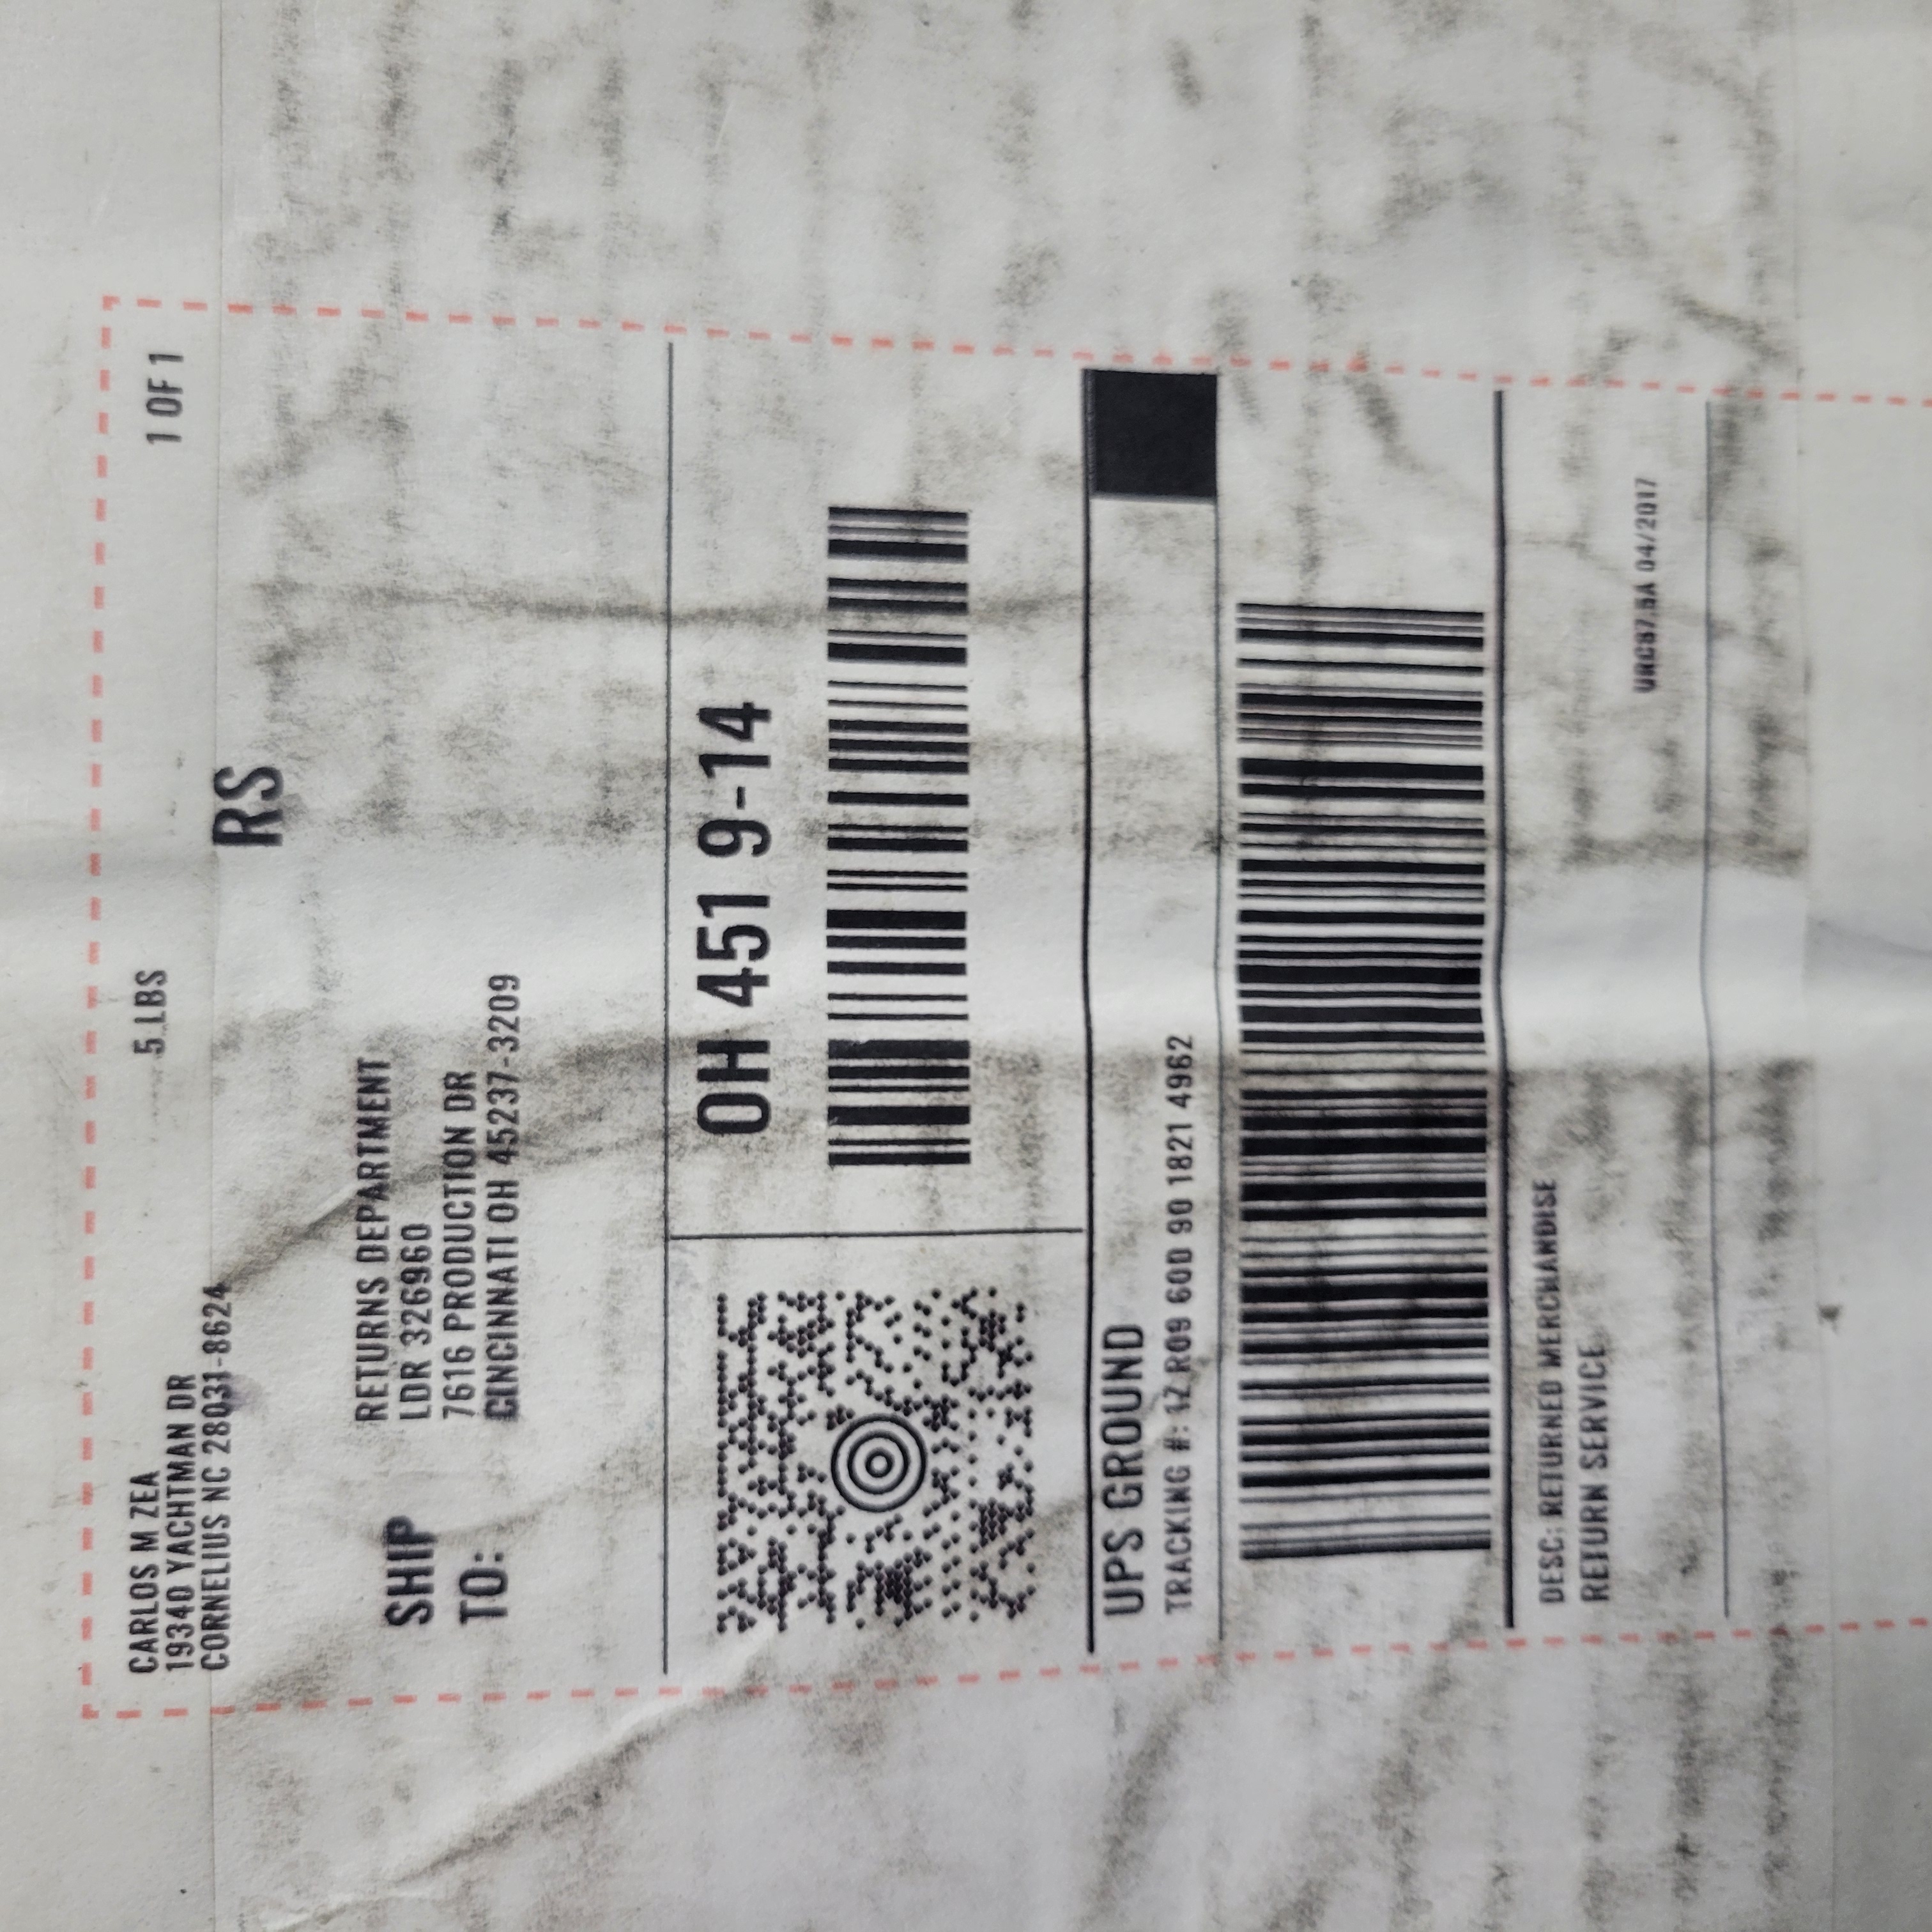 CARLOS M ZEA
19340 YACHTMAN DR
CORNELIUS NC 28031-8624
5 LBS
1 OF 1
RS
SHIP
TO:
RETURNS DEPARTMENT
LDR 326960
7616 PRODUCTION DR
CINCINNATI OH 45237-3209
OH 451 9-14
UPS GROUND
TRACKING #: 1Z R09 60D 90 1821 4962
DESC: RETURNED MERCHANDISE
RETURN SERVICE
04/2017